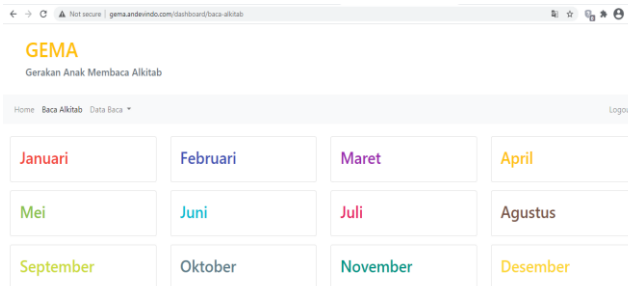 Not secure | gema.andevindo.com/dashboard/baca-alkitab
GEMA
Gerakan Anak Membaca Alkitab
Home Baca Alkitab Data Baca Logou
Januari Februari Maret April
Mei Juni Juli Agustus
September Oktober November Desember